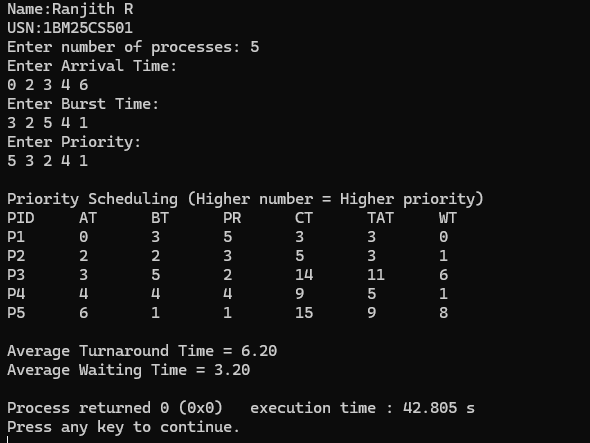 Name:Ranjith R
USN:1BM25CS501
Enter number of processes: 5
Enter Arrival Time:
0 2 3 4 6
Enter Burst Time:
3 2 5 4 1
Enter Priority:
5 3 2 4 1
Priority Scheduling (Higher number = Higher priority)
PID AT BT PR CT TAT WT
P1 0 3 5 3 3 0
P2 2 2 3 5 3 1
P3 3 5 2 14 11 6
P4 4 4 4 9 5 1
P5 6 1 1 15 9 8
Average Turnaround Time = 6.20
Average Waiting Time = 3.20
Process returned 0 (0x0) execution time : 42.805 s
Press any key to continue.